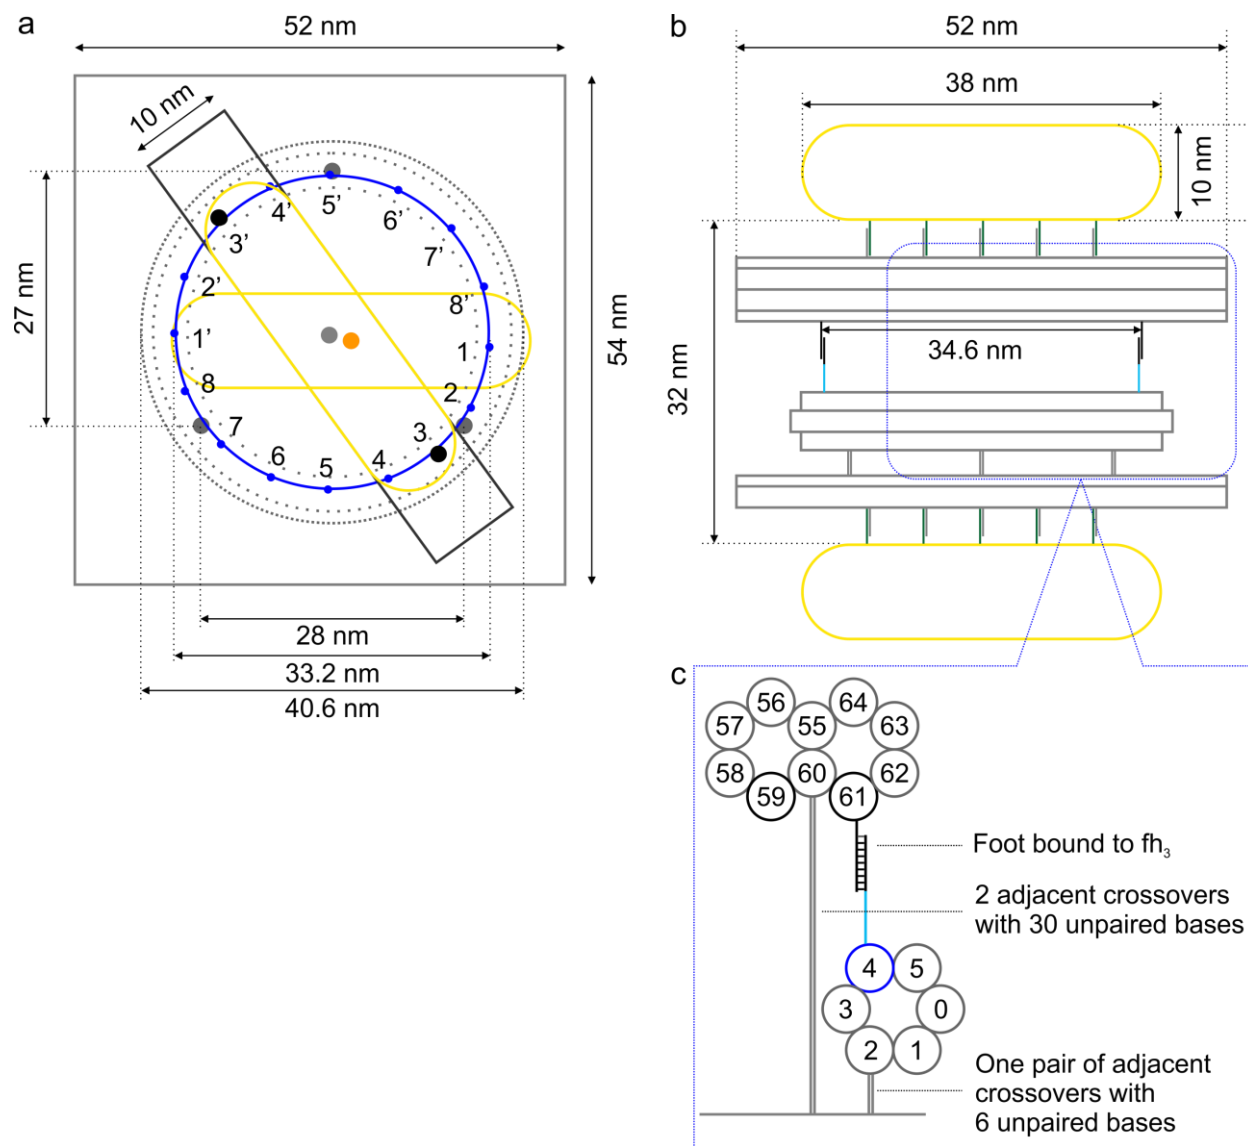 a
52 nm
10 nm
27 nm
54 nm
4'
5'
6'
3'
7'
2'
8'
1'
1
8
2
7
3
6
5
4
28 nm
33.2 nm
40.6 nm
b
52 nm
38 nm
10 nm
32 nm
34.6 nm
c
56
64
57
55
63
58
60
62
59
61
Foot bound to fh₃
2 adjacent crossovers
with 30 unpaired bases
4
5
3
0
2
1
One pair of adjacent
crossovers with
6 unpaired bases